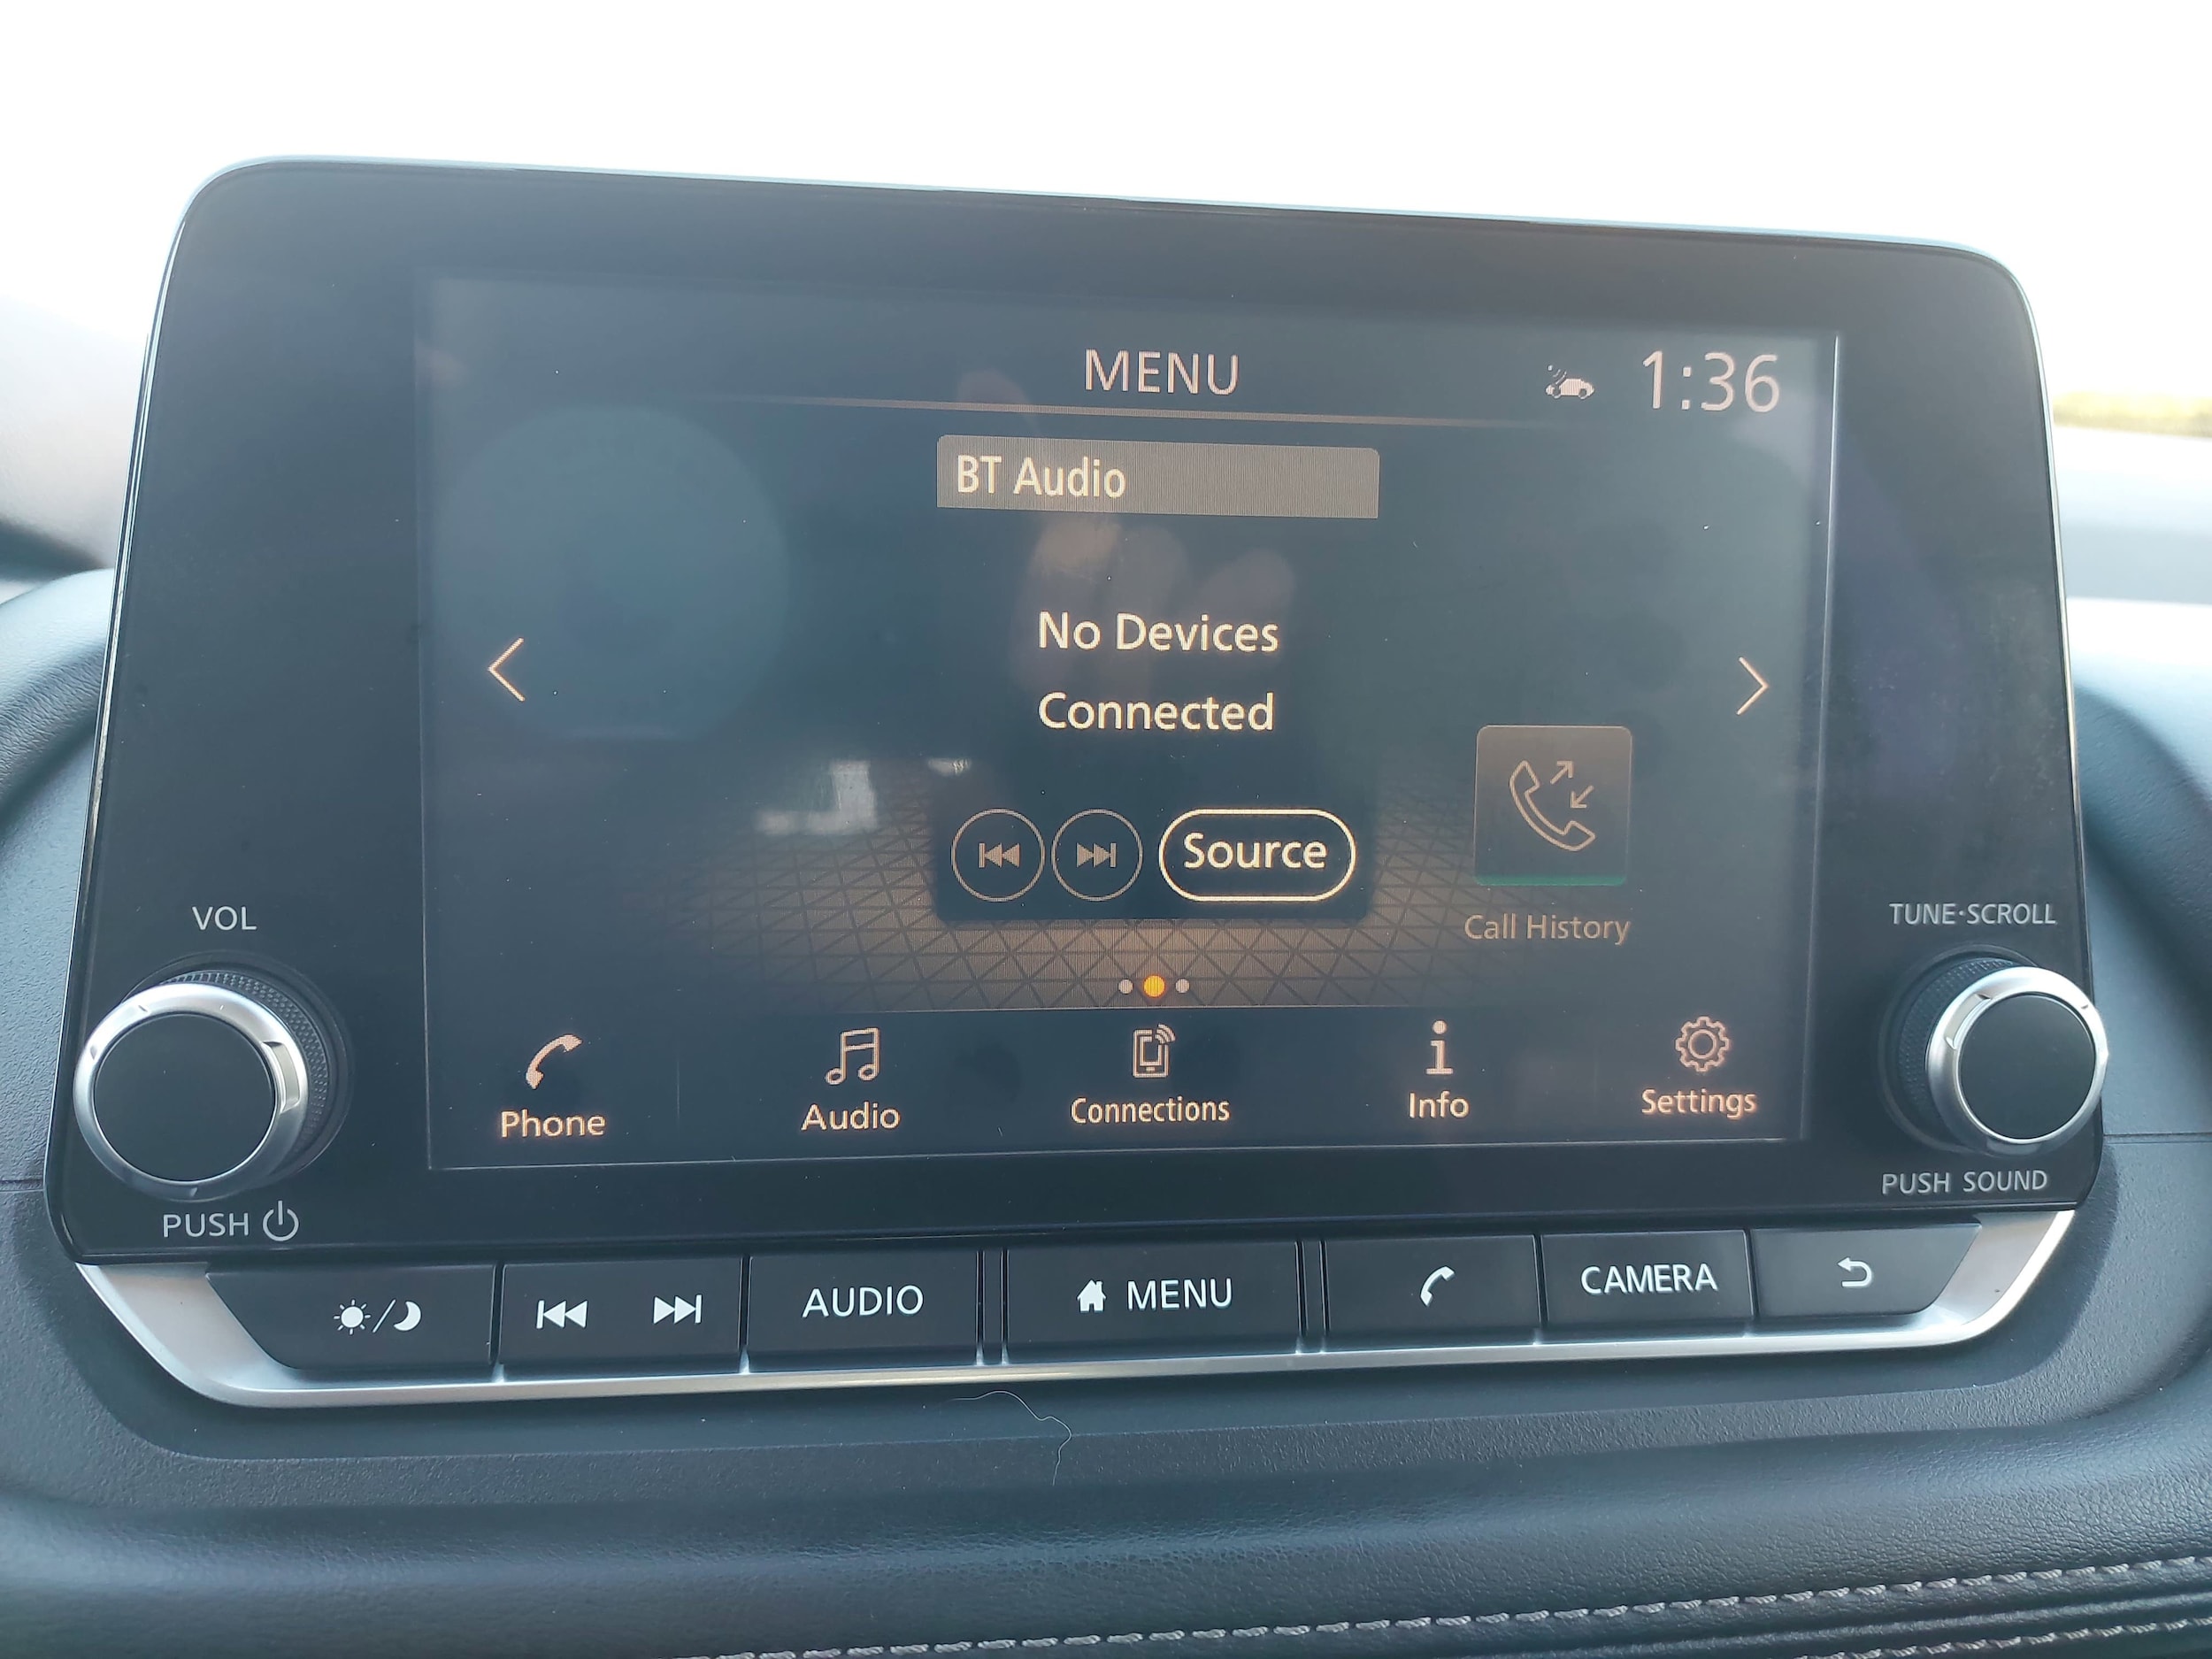 MENU
1:36
BT Audio
No Devices
Connected
Source
Call History
Phone
Audio
Connections
Info
Settings
VOL
PUSH
TUNE·SCROLL
PUSH SOUND
AUDIO
MENU
CAMERA